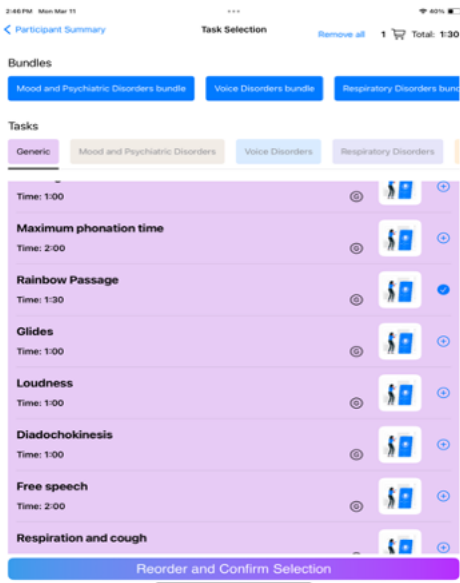 2:46 PM Mon Mar 11
40%
Participant Summary
Task Selection
Remove all
1
Total: 1:30
Bundles
Mood and Psychiatric Disorders bundle
Voice Disorders bundle
Respiratory Disorders bund
Tasks
Generic
Mood and Psychiatric Disorders
Voice Disorders
Respiratory Disorders
Time: 1:00
G
Maximum phonation time
Time: 2:00
G
Rainbow Passage
Time: 1:30
G
Glides
Time: 1:00
G
Loudness
Time: 1:00
G
Diadochokinesis
Time: 1:00
G
Free speech
Time: 2:00
G
Respiration and cough
Reorder and Confirm Selection